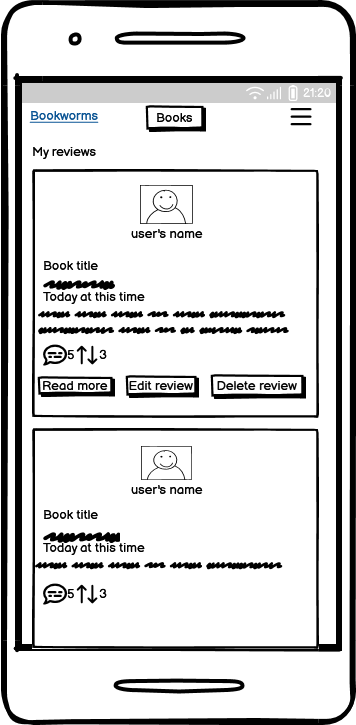 21:20
Bookworms Books
My reviews
user's name
Book title
Today at this time
5 3
Read more Edit review Delete review
user's name
Book title
Today at this time
5 3